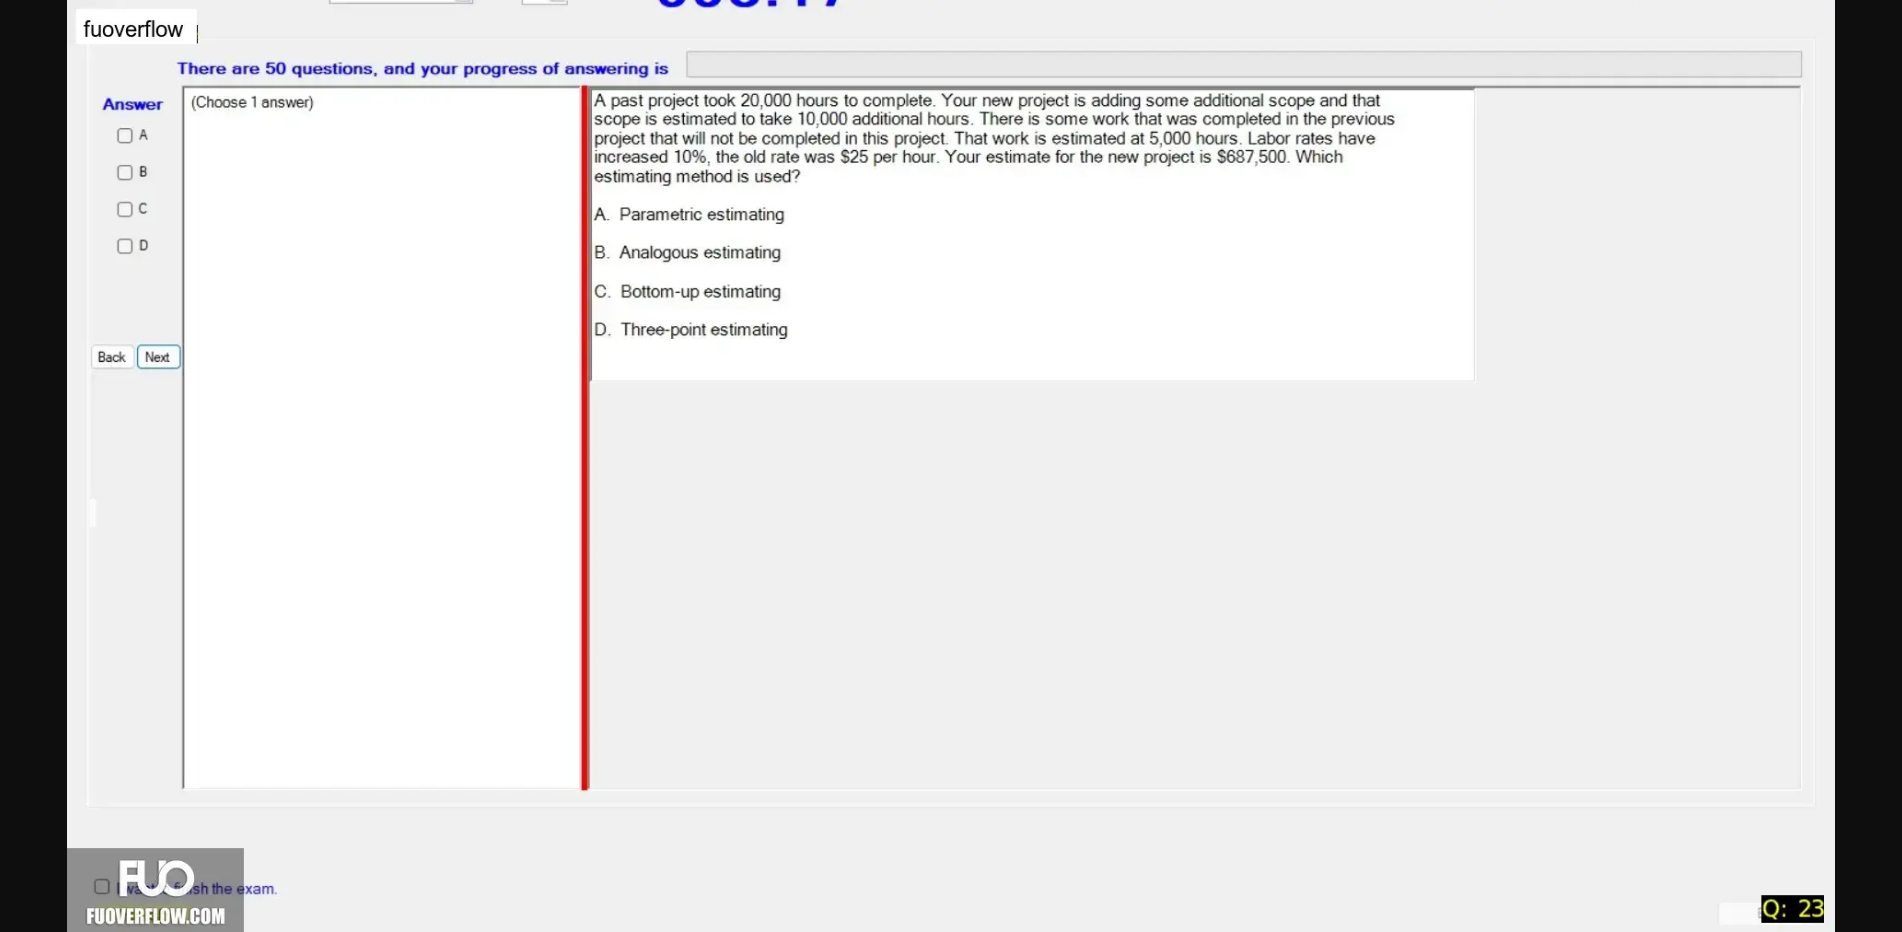 fuoverflow
There are 50 questions, and your progress of answering is
Answer
(Choose 1 answer)
A
B
C
D
Back
Next
A past project took 20,000 hours to complete. Your new project is adding some additional scope and that
scope is estimated to take 10,000 additional hours. There is some work that was completed in the previous
project that will not be completed in this project. That work is estimated at 5,000 hours. Labor rates have
increased 10%, the old rate was $25 per hour. Your estimate for the new project is $687,500. Which
estimating method is used?
A. Parametric estimating
B. Analogous estimating
C. Bottom-up estimating
D. Three-point estimating
the exam.
FUO
FUOVERFLOW.COM
Q: 23